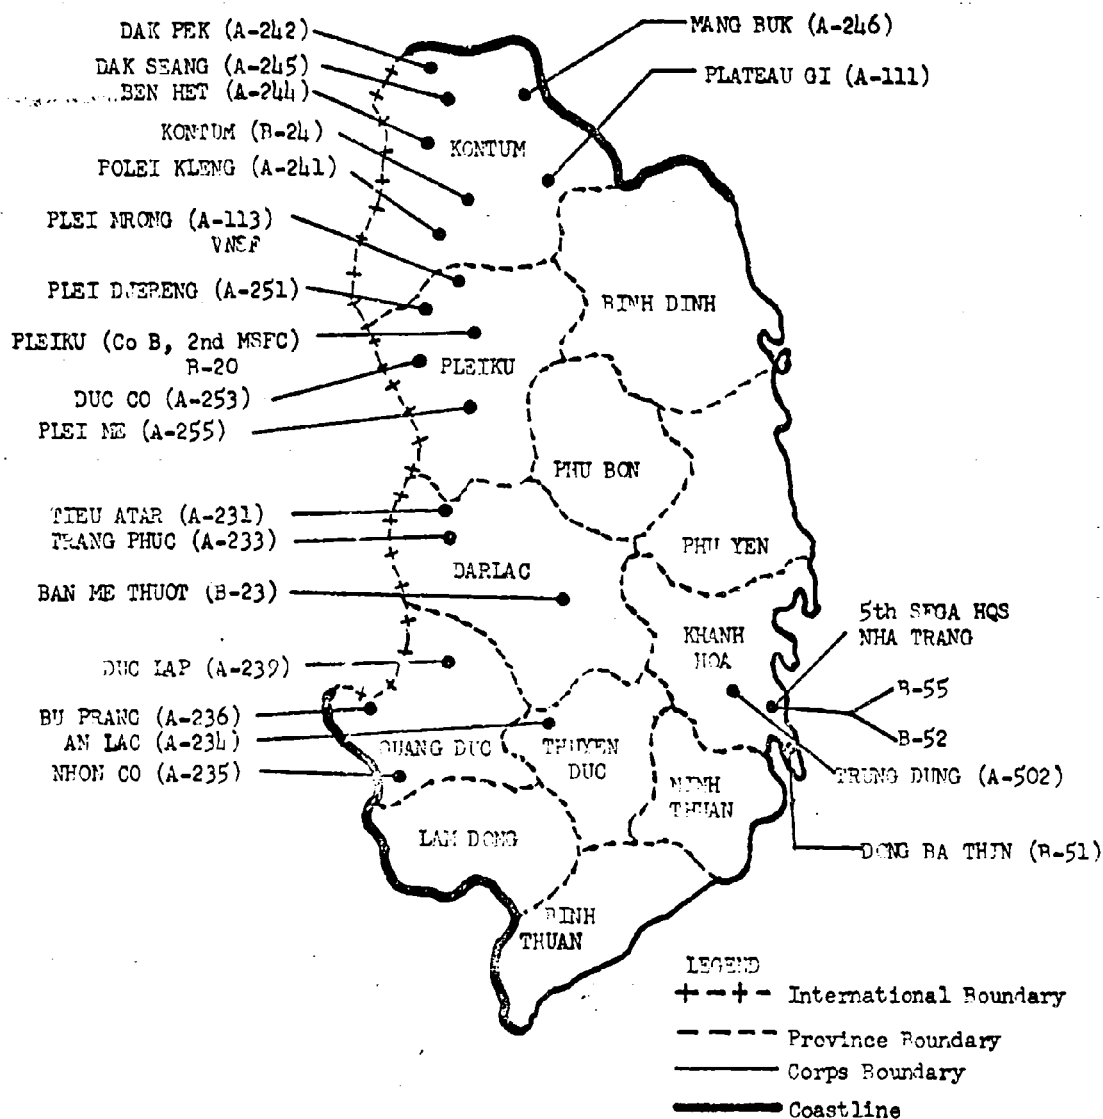 DAK PEK (A-242)
DAK SEANG (A-245)
BEN HET (A-244)
KONTUM (B-24)
POLEI KLENG (A-241)
PLEI MRONG (A-113)
VNSF
PLEI DJERENG (A-251)
PLEIKU (Co B, 2nd MSFC)
B-20
DUC CO (A-253)
PLEI ME (A-255)
TIEU ATAR (A-231)
TRANG PHUC (A-233)
BAN ME THUOT (B-23)
DUC LAP (A-239)
BU PRANG (A-236)
AN LAC (A-234)
NHON CO (A-235)
MANG BUK (A-246)
PLATEAU GI (A-111)
KONTUM
BINH DINH
PLEIKU
PHU BON
PHU YEN
DARLAC
KHANH
HOA
QUANG DUC
THUYEN
DUC
NINH
THUAN
LAM DONG
BINH
THUAN
5th SFGA HQS
NHA TRANG
B-55
B-52
TRUNG DUNG (A-502)
DONG BA THIN (B-51)
LEGEND
International Boundary
Province Boundary
Corps Boundary
Coastline